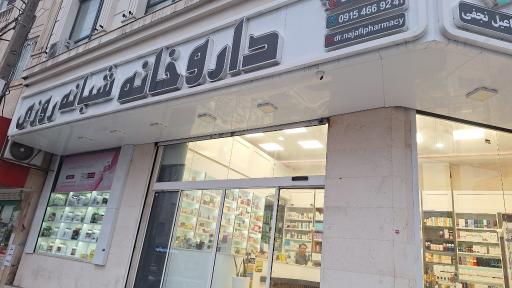 داروخانه شبانه روزی
0915 466 9241
dr.najafipharmacy
اعیل نجفی